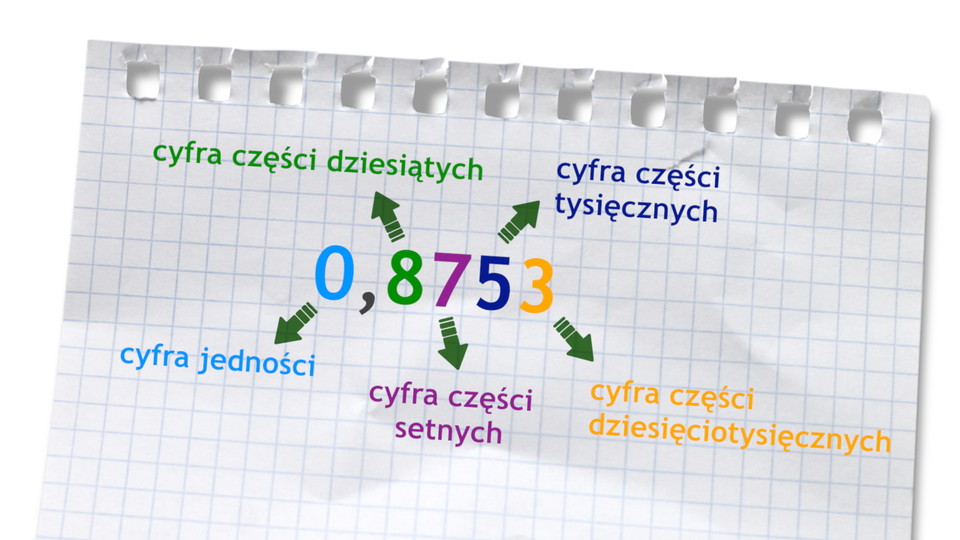 cyfra części dziesiątych
cyfra części
tysięcznych
0,8753
cyfra jedności
cyfra części
setnych
cyfra części
dziesięciotysięcznych